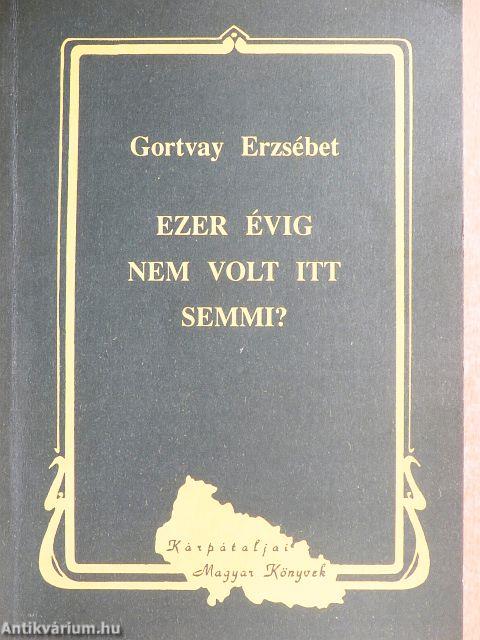 Gortvay Erzsébet
EZER ÉVIG
NEM VOLT ITT
SEMMI?
Kárpátaljai
Magyar Könyvek
Antikvárium.hu